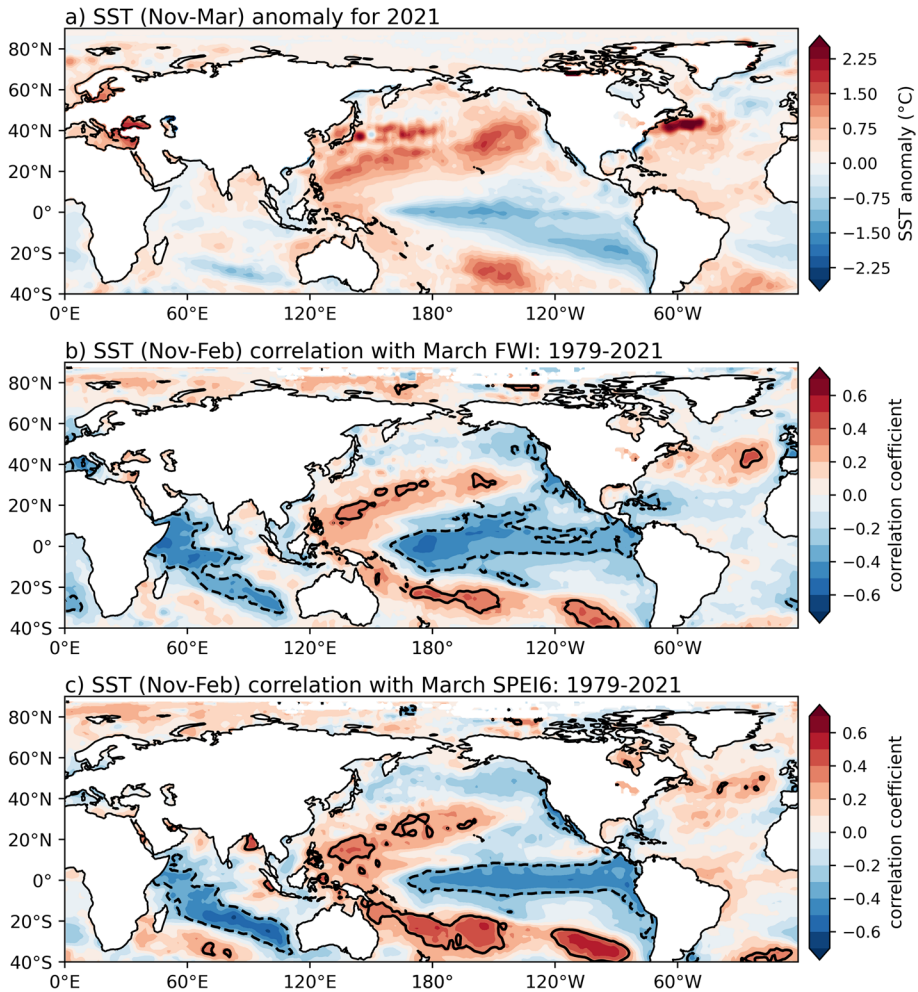 a) SST (Nov-Mar) anomaly for 2021
80°N
60°N
40°N
20°N
0°
20°S
40°S
0°E 60°E 120°E 180° 120°W 60°W
2.25
1.50
0.75
0.00
−0.75
−1.50
−2.25
SST anomaly (°C)
b) SST (Nov-Feb) correlation with March FWI: 1979-2021
80°N
60°N
40°N
20°N
0°
20°S
40°S
0°E 60°E 120°E 180° 120°W 60°W
0.6
0.4
0.2
0.0
−0.2
−0.4
−0.6
correlation coefficient
c) SST (Nov-Feb) correlation with March SPEI6: 1979-2021
80°N
60°N
40°N
20°N
0°
20°S
40°S
0°E 60°E 120°E 180° 120°W 60°W
0.6
0.4
0.2
0.0
−0.2
−0.4
−0.6
correlation coefficient